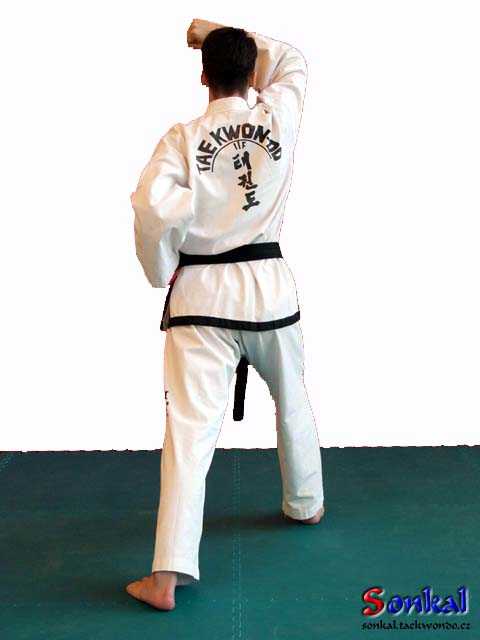 TAEKWON-DO
ITF
태
권
도
Sonkal
sonkal.taekwondo.cz